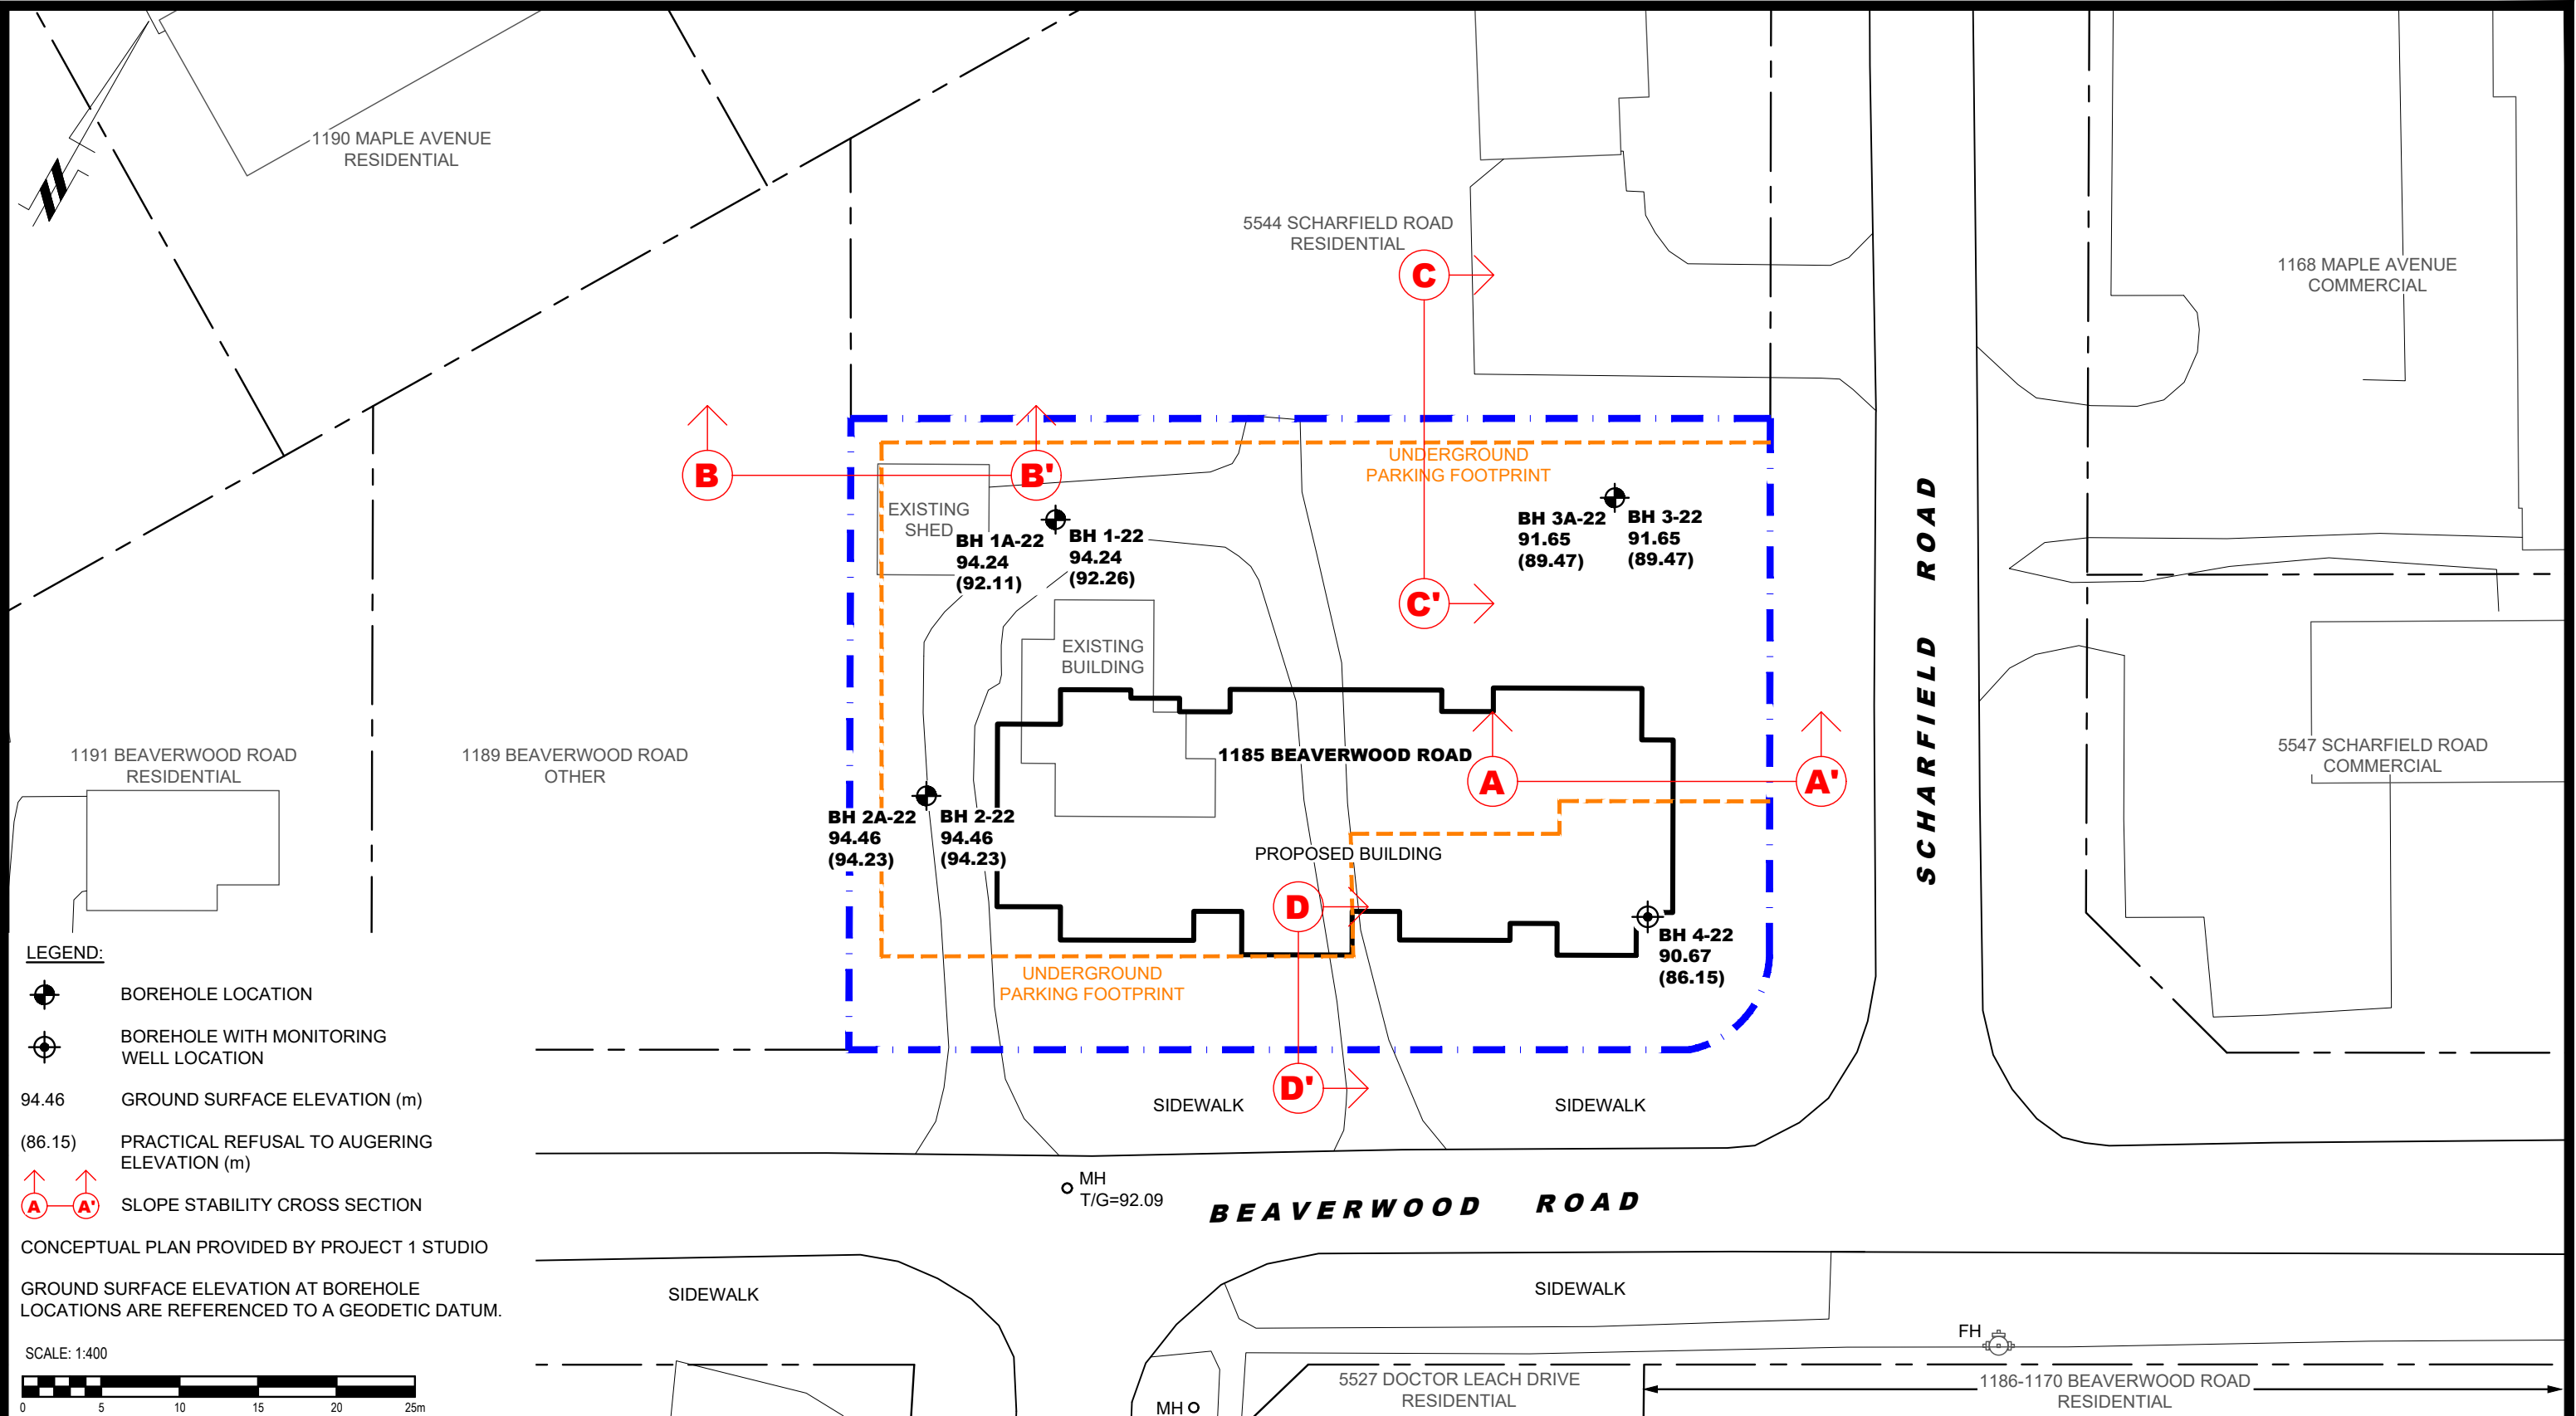 1190 MAPLE AVENUE
RESIDENTIAL
5544 SCHARFIELD ROAD
RESIDENTIAL
C
1168 MAPLE AVENUE
COMMERCIAL
UNDERGROUND
PARKING FOOTPRINT
B
B'
EXISTING
SHED
BH 1A-22
94.24
(92.11)
BH 1-22
94.24
(92.26)
BH 3A-22
91.65
(89.47)
BH 3-22
91.65
(89.47)
C'
EXISTING
BUILDING
SCHARFIELD ROAD
1191 BEAVERWOOD ROAD
RESIDENTIAL
1189 BEAVERWOOD ROAD
OTHER
1185 BEAVERWOOD ROAD
A
A'
5547 SCHARFIELD ROAD
COMMERCIAL
BH 2A-22
94.46
(94.23)
BH 2-22
94.46
(94.23)
PROPOSED BUILDING
D
BH 4-22
90.67
(86.15)
UNDERGROUND
PARKING FOOTPRINT
D'
SIDEWALK
SIDEWALK
MH
T/G=92.09
BEAVERWOOD ROAD
SIDEWALK
SIDEWALK
FH
5527 DOCTOR LEACH DRIVE
RESIDENTIAL
1186-1170 BEAVERWOOD ROAD
RESIDENTIAL
MH
LEGEND:
BOREHOLE LOCATION
BOREHOLE WITH MONITORING
WELL LOCATION
94.46 GROUND SURFACE ELEVATION (m)
(86.15) PRACTICAL REFUSAL TO AUGERING
ELEVATION (m)
A A' SLOPE STABILITY CROSS SECTION
CONCEPTUAL PLAN PROVIDED BY PROJECT 1 STUDIO
GROUND SURFACE ELEVATION AT BOREHOLE
LOCATIONS ARE REFERENCED TO A GEODETIC DATUM.
SCALE: 1:400
0 5 10 15 20 25m